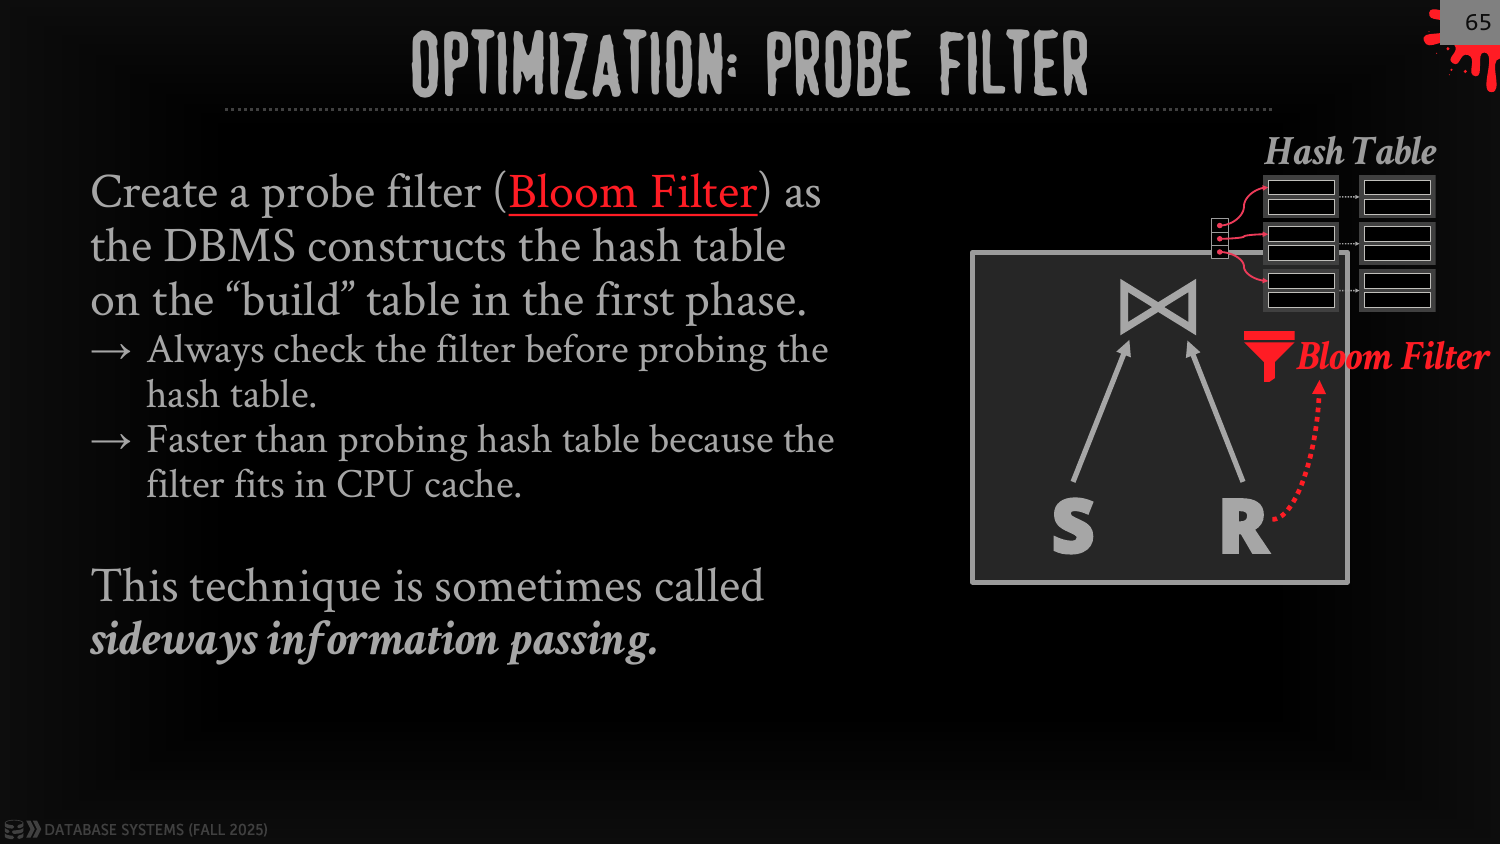 65
OPTIMIZATION: PROBE FILTER
Create a probe filter (Bloom Filter) as
the DBMS constructs the hash table
on the “build” table in the first phase.
→ Always check the filter before probing the
hash table.
→ Faster than probing hash table because the
filter fits in CPU cache.
This technique is sometimes called
sideways information passing.
Hash Table
Bloom Filter
S R
DATABASE SYSTEMS (FALL 2025)